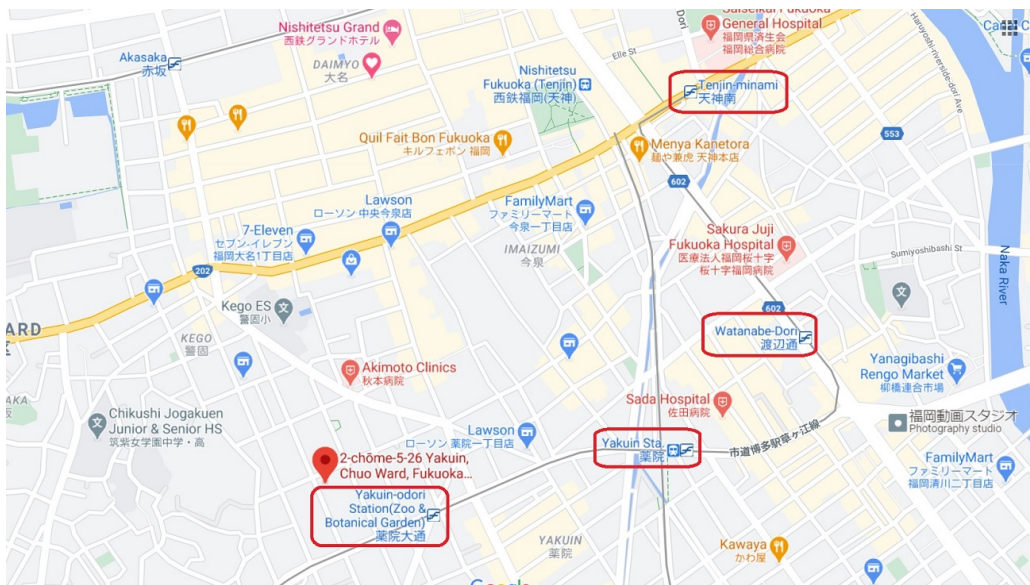 Saiseikai Fukuoka
General Hospital
福岡県済生会
福岡総合病院
Nishitetsu Grand
西鉄グランドホテル
Akasaka
赤坂
DAIMYO
大名
Elle St
Dori
Haruyoshi-riverside-dori Ave
Nishitetsu
Fukuoka (Tenjin)
西鉄福岡(天神)
Tenjin-minami
天神南
553
Quil Fait Bon Fukuoka
キルフェボン 福岡
Menya Kanetora
麺や兼虎 天神本店
602
Lawson
ローソン 中央今泉店
FamilyMart
ファミリーマート
今泉一丁目店
7-Eleven
セブン-イレブン
福岡大名1丁目店
IMAIZUMI
今泉
Sakura Juji
Fukuoka Hospital
医療法人福岡桜十字
桜十字福岡病院
Sumiyoshibashi St
Naka River
202
Kego ES
警固小
602
ARD
KEGO
警固
Watanabe-Dori
渡辺通
Akimoto Clinics
秋本病院
Yanagibashi
Rengo Market
柳橋連合市場
AKA
坂
Chikushi Jogakuen
Junior & Senior HS
筑紫女学園中学・高
Sada Hospital
佐田病院
福岡動画スタジオ
Photography studio
Lawson
ローソン 薬院一丁目店
Yakuin Sta.
薬院
市道博多駅草ヶ江線
2-chōme-5-26 Yakuin,
Chuo Ward, Fukuoka...
FamilyMart
ファミリーマート
福岡清川二丁目店
Yakuin-odori
Station(Zoo &
Botanical Garden)
薬院大通
YAKUIN
薬院
Kawaya
かわ屋
Google